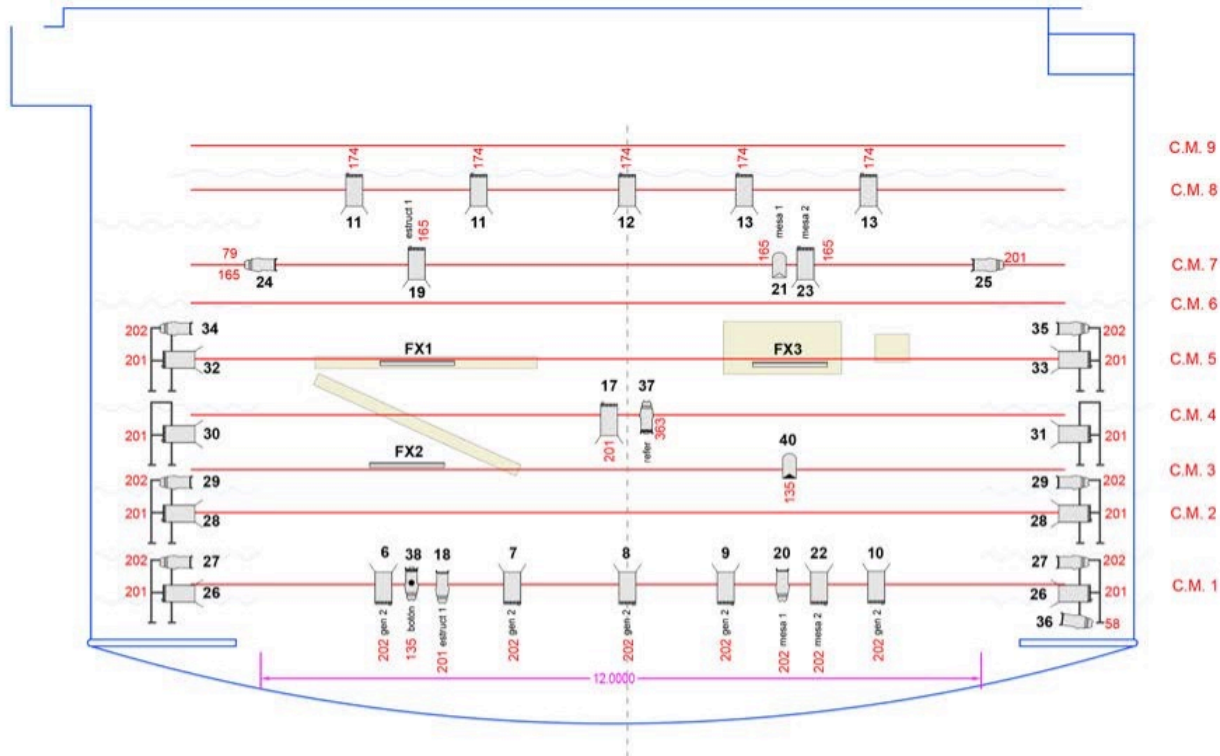 C.M. 9
174 174 174 174 174
C.M. 8
11 11 12 13 13
estruct 1 165 mesa 1 165 mesa 2 165
79
165
24 19 21 23 25
201
C.M. 7
C.M. 6
202 34 35 202
FX1 FX3
201 32 33 201
C.M. 5
17 37
C.M. 4
201 30 31 201
201 refer 363
40
FX2
C.M. 3
135
202 29 29 202
201 28 28 201
C.M. 2
6 38 18 7 8 9 20 22 10
202 27 27 202
201 26 26 201
C.M. 1
36 58
202 gen 2
135 botón
201 estruct 1
202 gen 2
202 gen 2
202 gen 2
202 mesa 1
202 mesa 2
202 gen 2
12.0000